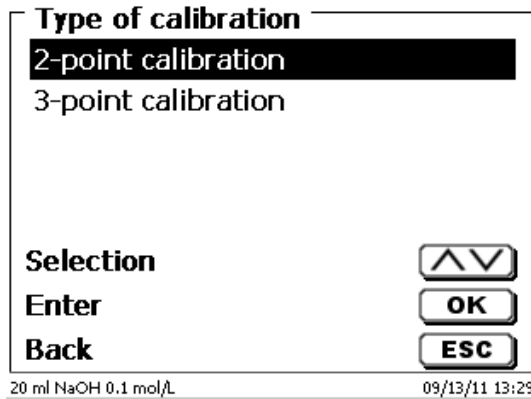 Type of calibration
2-point calibration
3-point calibration
Selection
Enter OK
Back ESC
20 ml NaOH 0.1 mol/L 09/13/11 13:29